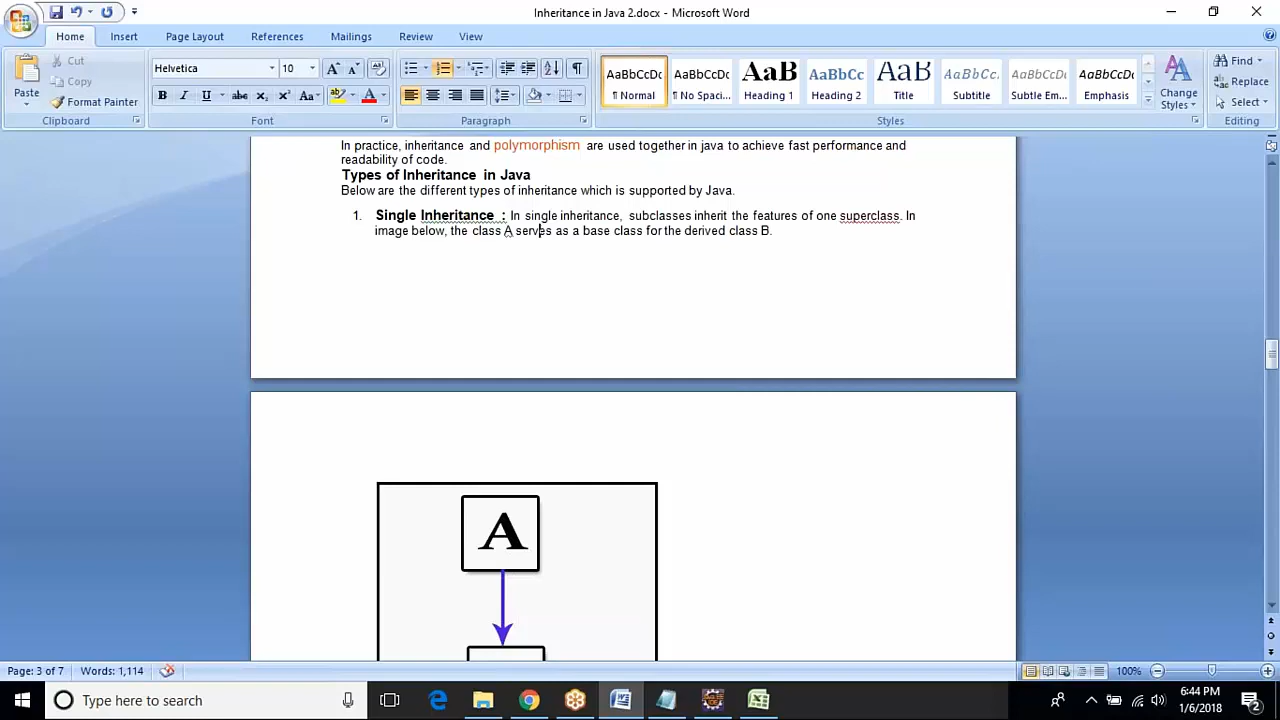 Inheritance in Java 2.docx - Microsoft Word
Home Insert Page Layout References Mailings Review View
Paste
Cut
Copy
Format Painter
Clipboard
Helvetica 10
B I U abc X₂ X² Aa A
Font
Paragraph
AaBbCcDc AaBbCcDc AaB AaBbCc AaB AaBbCc. AaBbCcDc AaBbCcDc
¶ Normal ¶ No Spaci... Heading 1 Heading 2 Title Subtitle Subtle Em... Emphasis
Change Styles
Styles
Find
Replace
Select
Editing
In practice, inheritance and polymorphism are used together in java to achieve fast performance and
readability of code.
Types of Inheritance in Java
Below are the different types of inheritance which is supported by Java.
1. Single Inheritance : In single inheritance, subclasses inherit the features of one superclass. In
image below, the class A serves as a base class for the derived class B.
A
Page: 3 of 7 Words: 1,114 100%
Type here to search
6:44 PM
1/6/2018
2